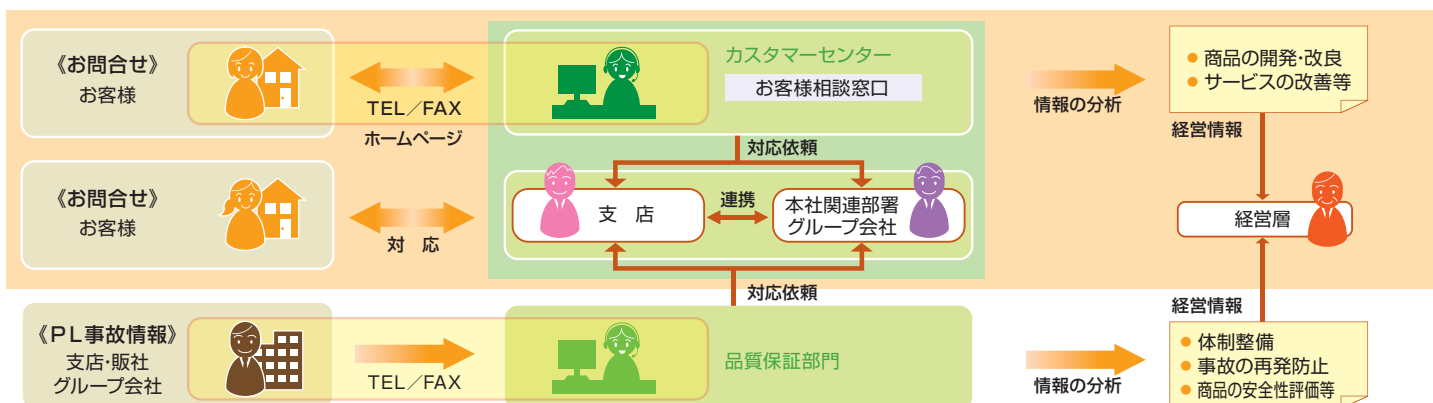 《お問合せ》
お客様
TEL／FAX
ホームページ
カスタマーセンター
お客様相談窓口
情報の分析
● 商品の開発・改良
● サービスの改善等
対応依頼
経営情報
《お問合せ》
お客様
対　応
支　店
連携
本社関連部署
グループ会社
経営層
対応依頼
経営情報
《PL事故情報》
支店・販社
グループ会社
TEL／FAX
品質保証部門
情報の分析
● 体制整備
● 事故の再発防止
● 商品の安全性評価等